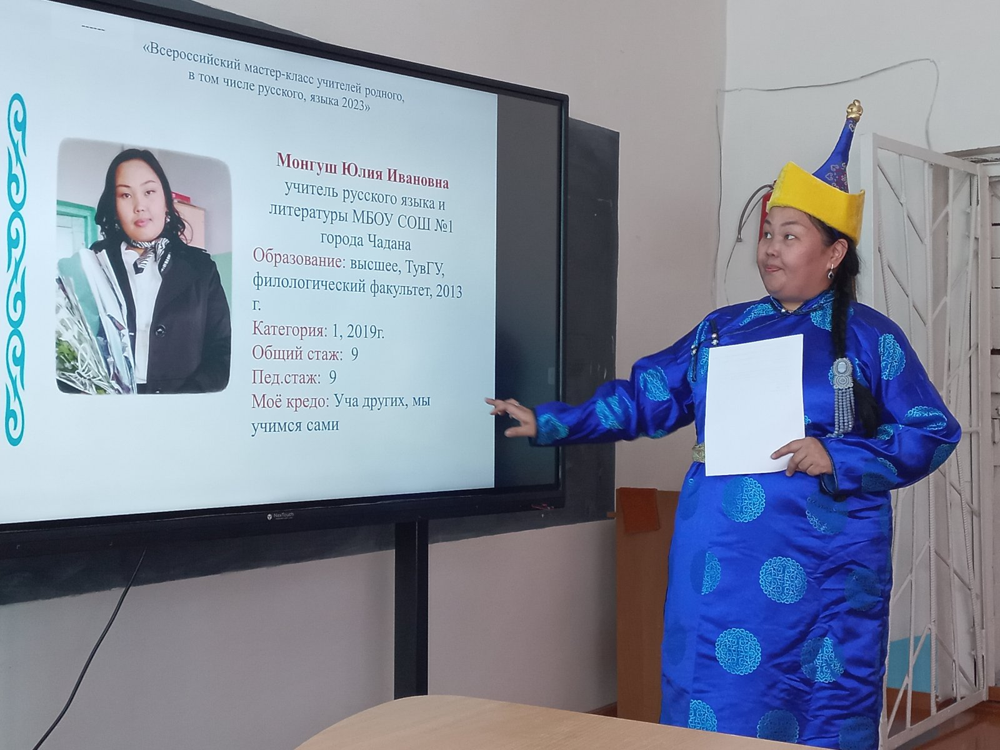 ------
«Всероссийский мастер-класс учителей родного,
в том числе русского, языка 2023»
Монгуш Юлия Ивановна
учитель русского языка и
литературы МБОУ СОШ №1
города Чадана
Образование: высшее, ТувГУ,
филологический факультет, 2013
г.
Категория: 1, 2019г.
Общий стаж: 9
Пед.стаж: 9
Моё кредо: Уча других, мы
учимся сами
NexTouch